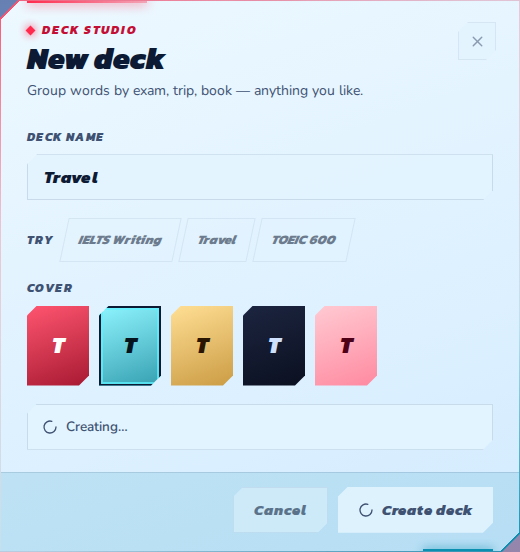 DECK STUDIO
New deck
Group words by exam, trip, book — anything you like.
DECK NAME
Travel
TRY IELTS Writing Travel TOEIC 600
COVER
T T T T T
Creating...
Cancel Create deck